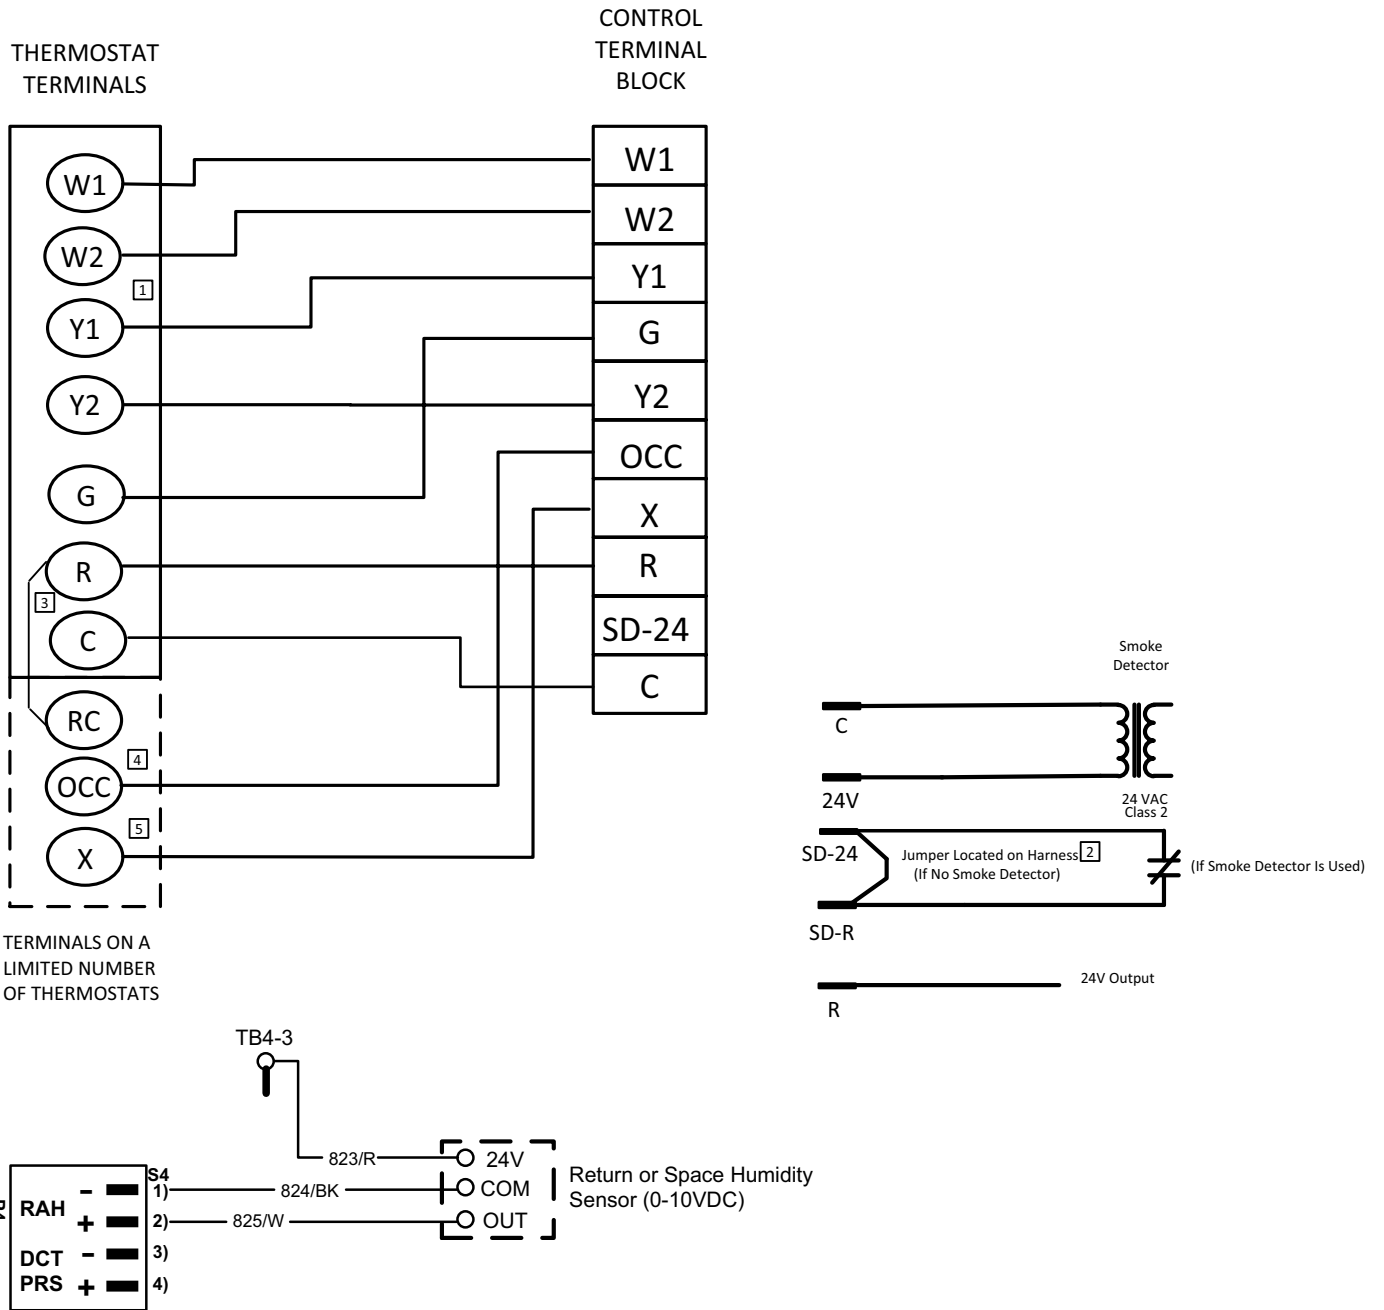 THERMOSTAT
TERMINALS
W1
W2
1
Y1
Y2
G
R
3
C
RC
4
OCC
5
X
TERMINALS ON A
LIMITED NUMBER
OF THERMOSTATS
CONTROL
TERMINAL
BLOCK
W1
W2
Y1
G
Y2
OCC
X
R
SD-24
C
Smoke
Detector
C
24V
24 VAC
Class 2
SD-24
Jumper Located on Harness 2
(If No Smoke Detector)
(If Smoke Detector Is Used)
SD-R
24V Output
R
TB4-3
823/R
24V
824/BK
COM
825/W
OUT
Return or Space Humidity
Sensor (0-10VDC)
S4
RAH - 1)
+ 2)
DCT - 3)
PRS + 4)